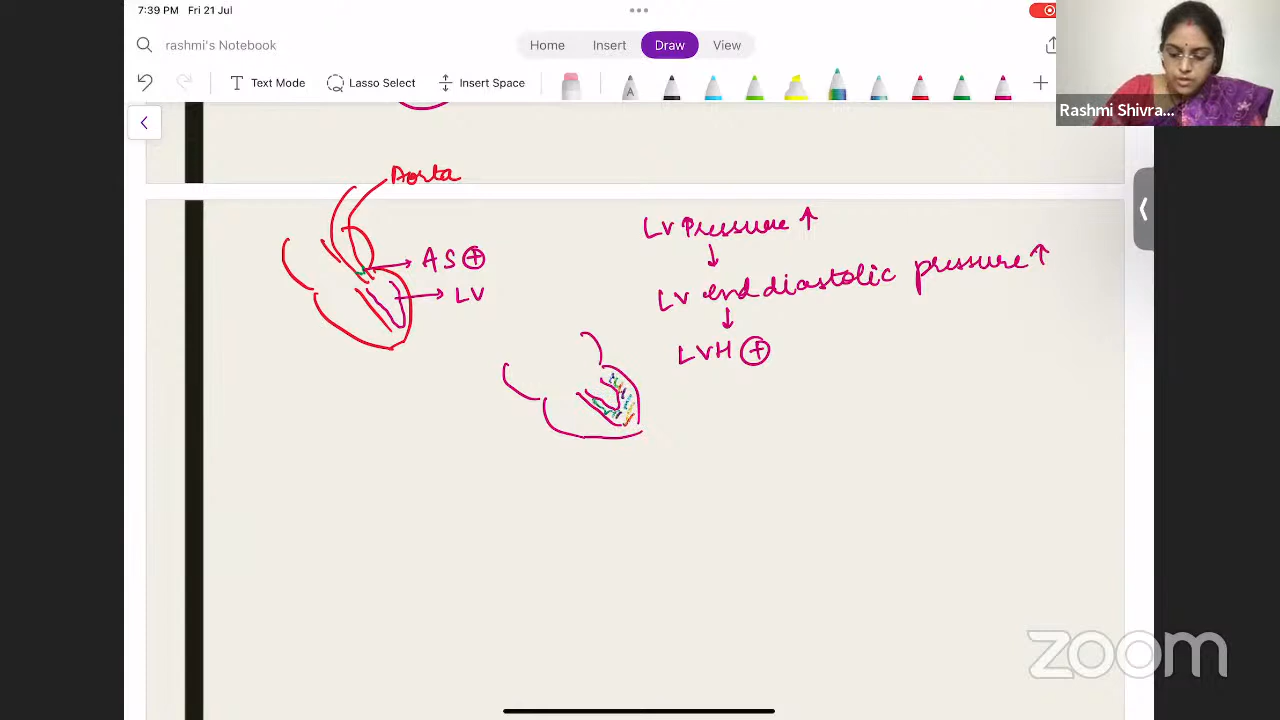 7:39 PM Fri 21 Jul
rashmi's Notebook
Home Insert Draw View
Text Mode Lasso Select Insert Space
A
Rashmi Shivra...
Aorta
AS +
LV
LV Pressure ↑
↓
LV end diastolic pressure ↑
↓
LVH +
zoom